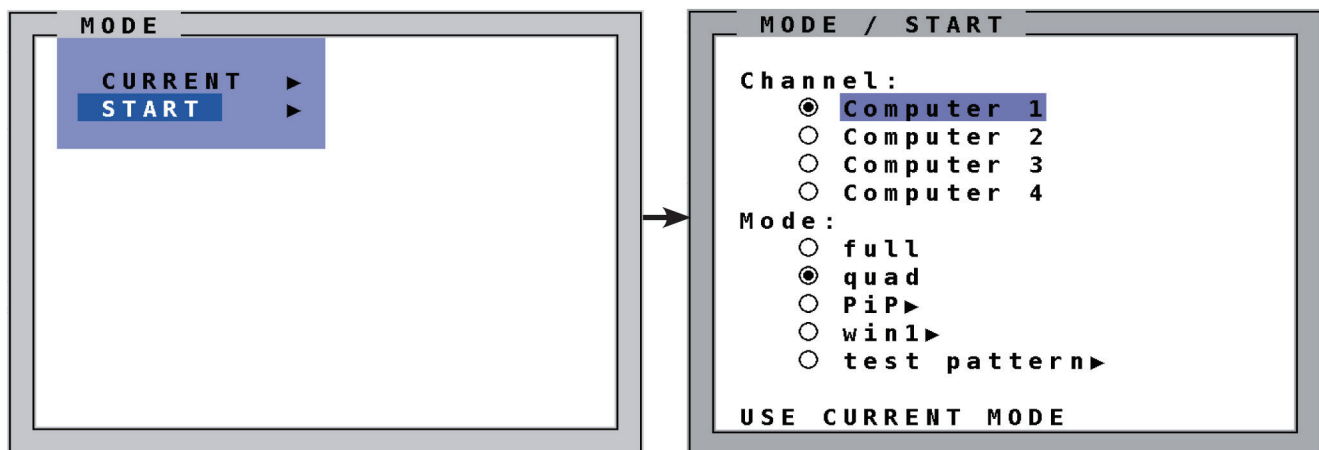 MODE
CURRENT ►
START ►
MODE / START
Channel:
Computer 1
Computer 2
Computer 3
Computer 4
Mode:
full
quad
PiP►
win1►
test pattern►
USE CURRENT MODE